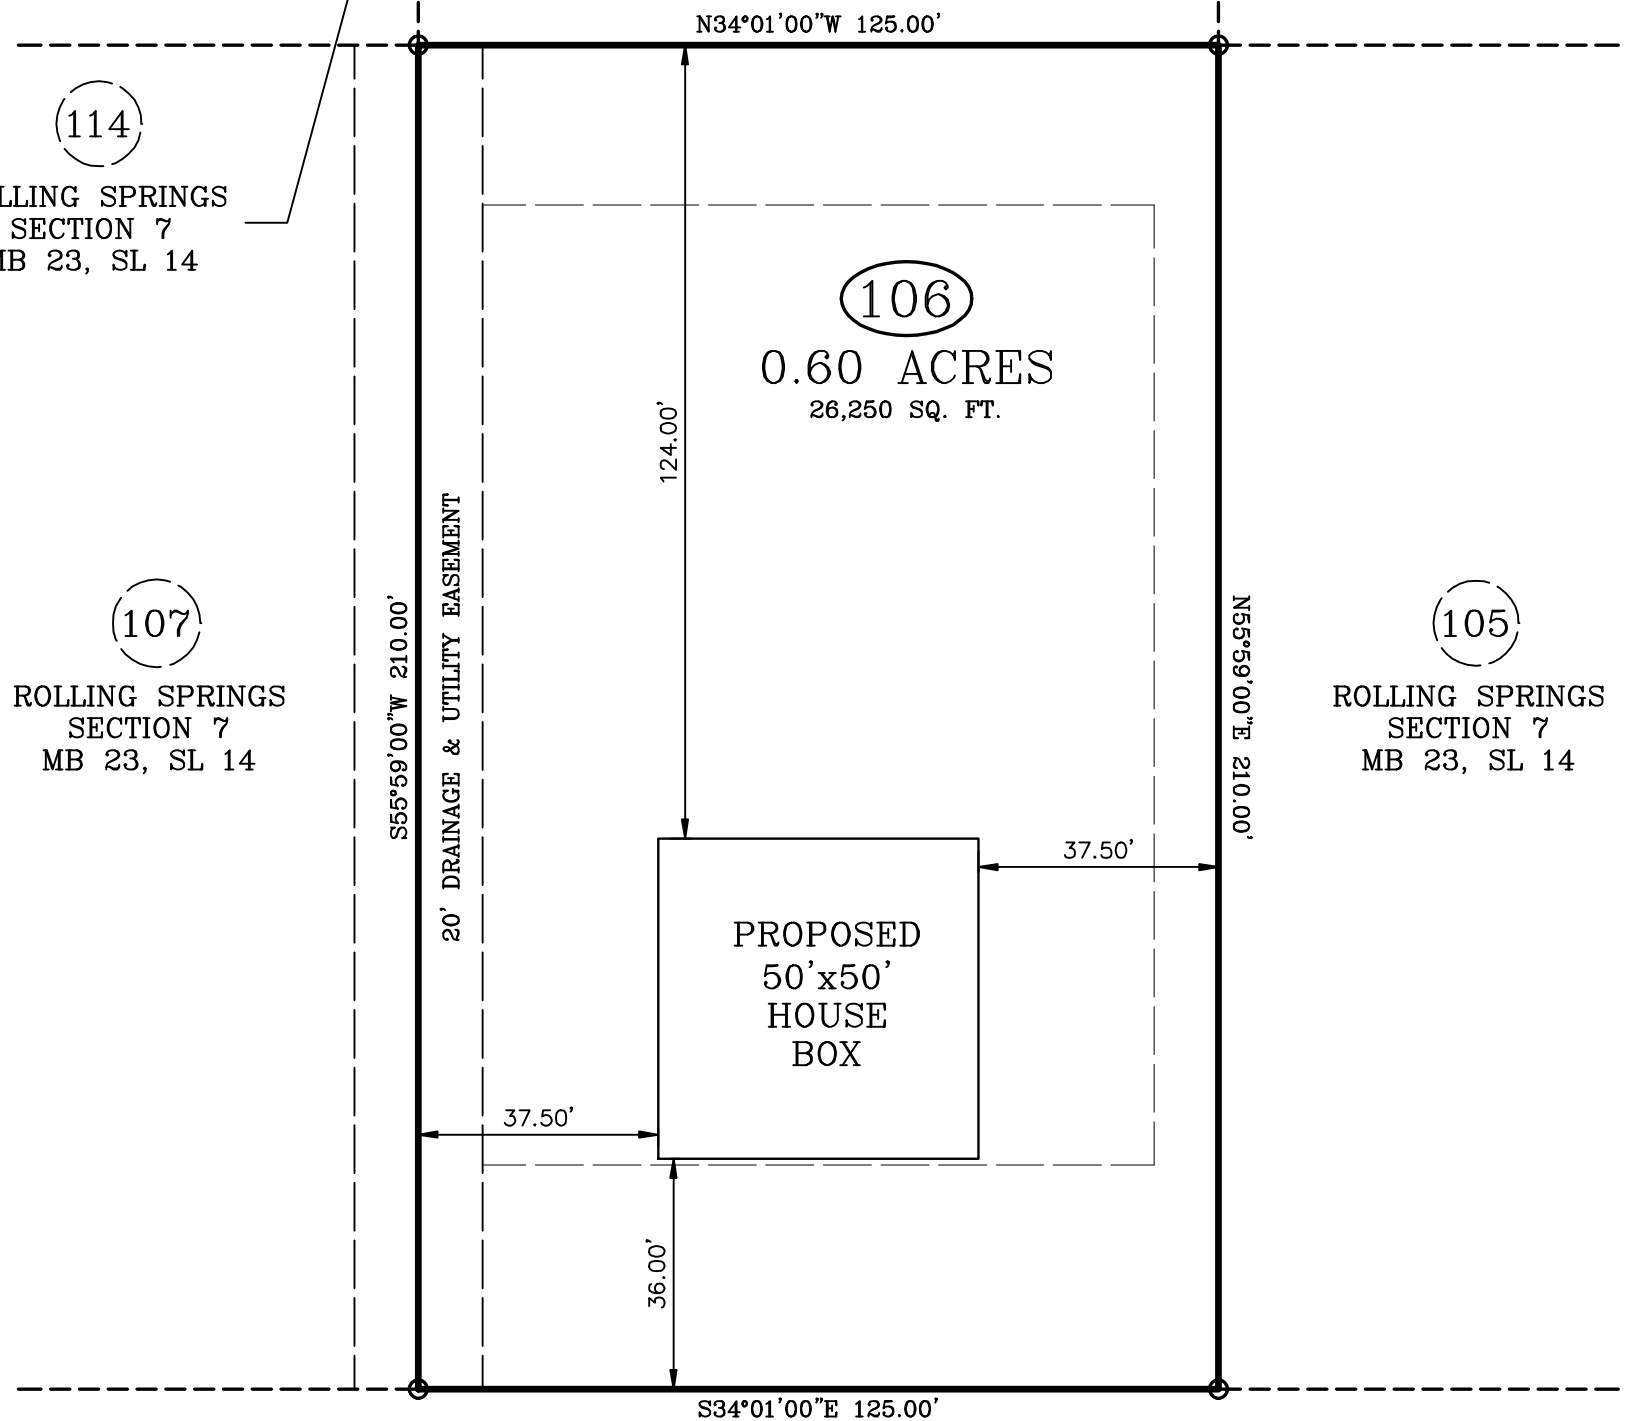 N34°01'00"W 125.00'
114
SPRINGS
SECTION 7
23, SL 14
106
0.60 ACRES
26,250 SQ. FT.
124.00'
20' DRAINAGE & UTILITY EASEMENT
S55°59'00"W 210.00'
N55°59'00"E 210.00'
107
ROLLING SPRINGS
SECTION 7
MB 23, SL 14
105
ROLLING SPRINGS
SECTION 7
MB 23, SL 14
37.50'
PROPOSED
50'x50'
HOUSE
BOX
37.50'
36.00'
S34°01'00"E 125.00'